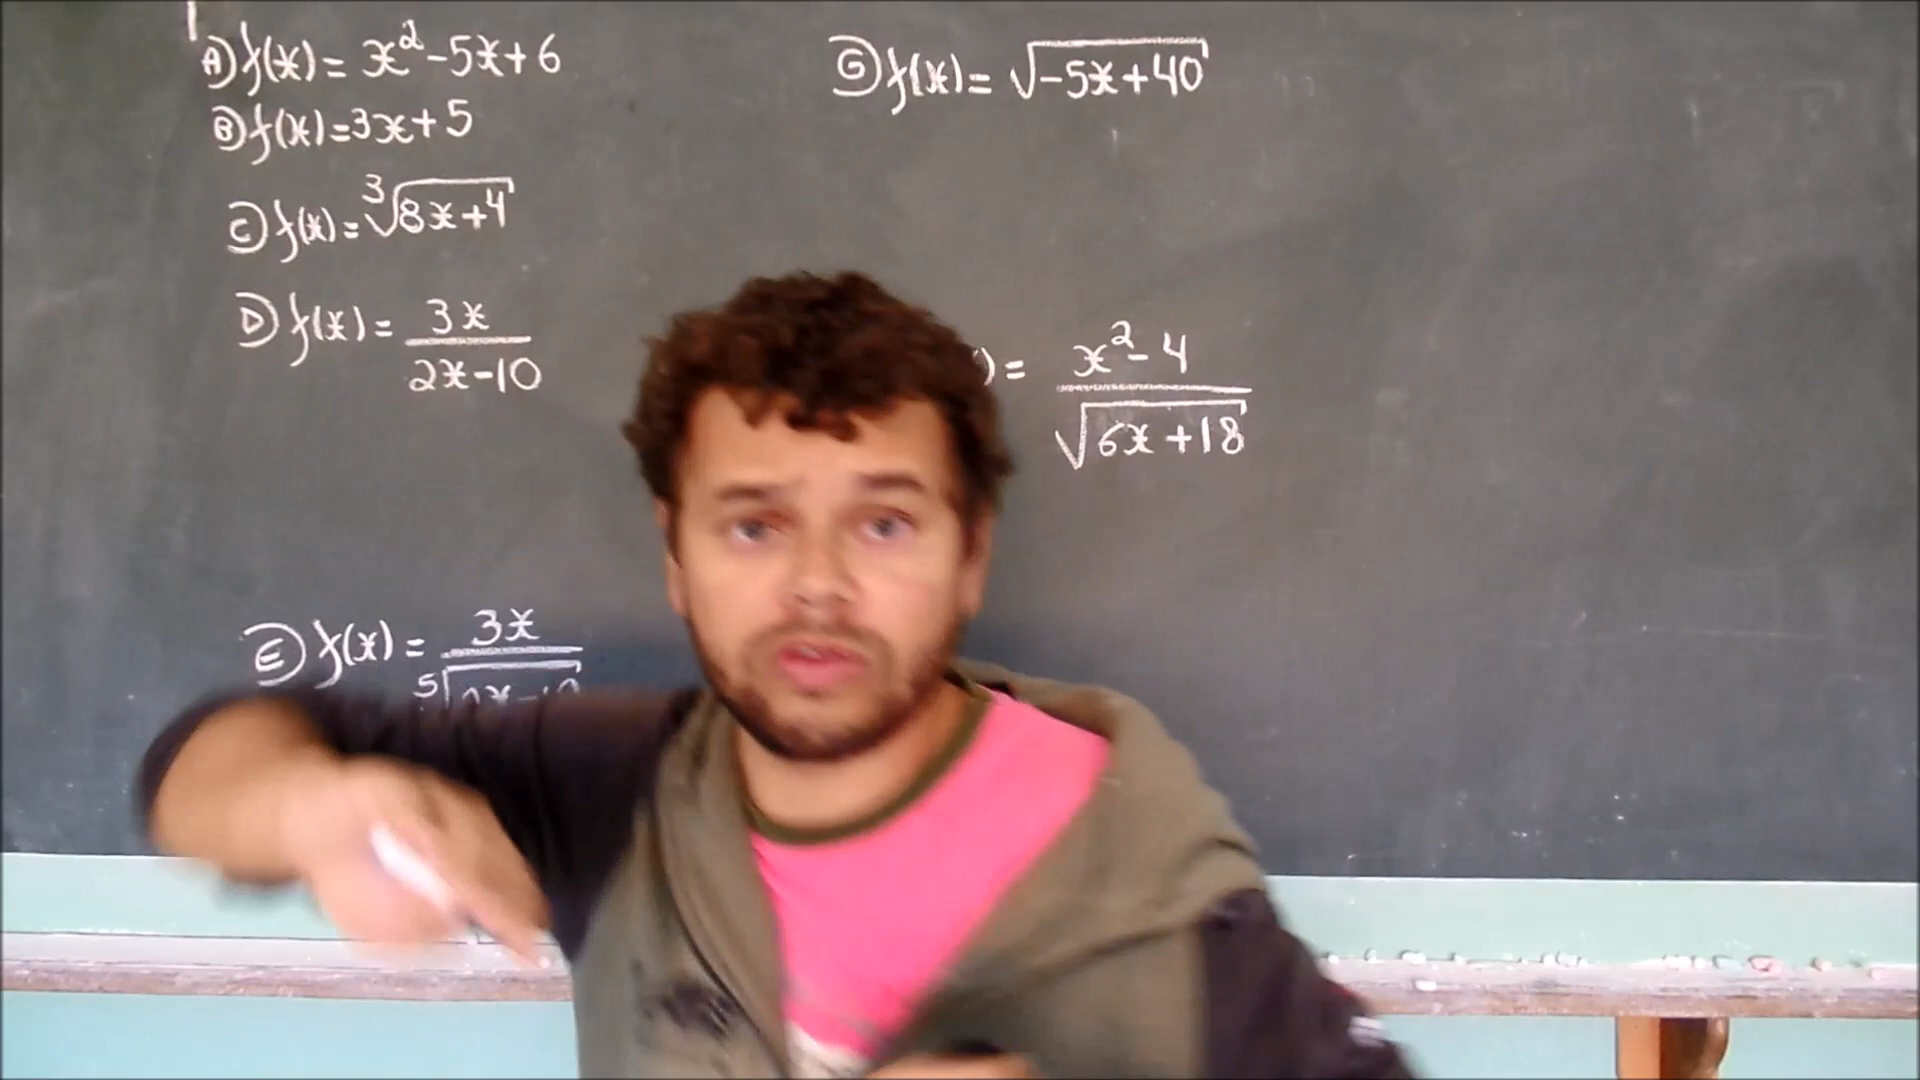 A) f(x) = x² - 5x + 6
B) f(x) = 3x + 5
C) f(x) = ∛(8x + 4)
D) f(x) = 3x / (2x - 10)
E) f(x) = 3x /
G) f(x) = √(-5x + 40)
) = (x² - 4) / √(6x + 18)